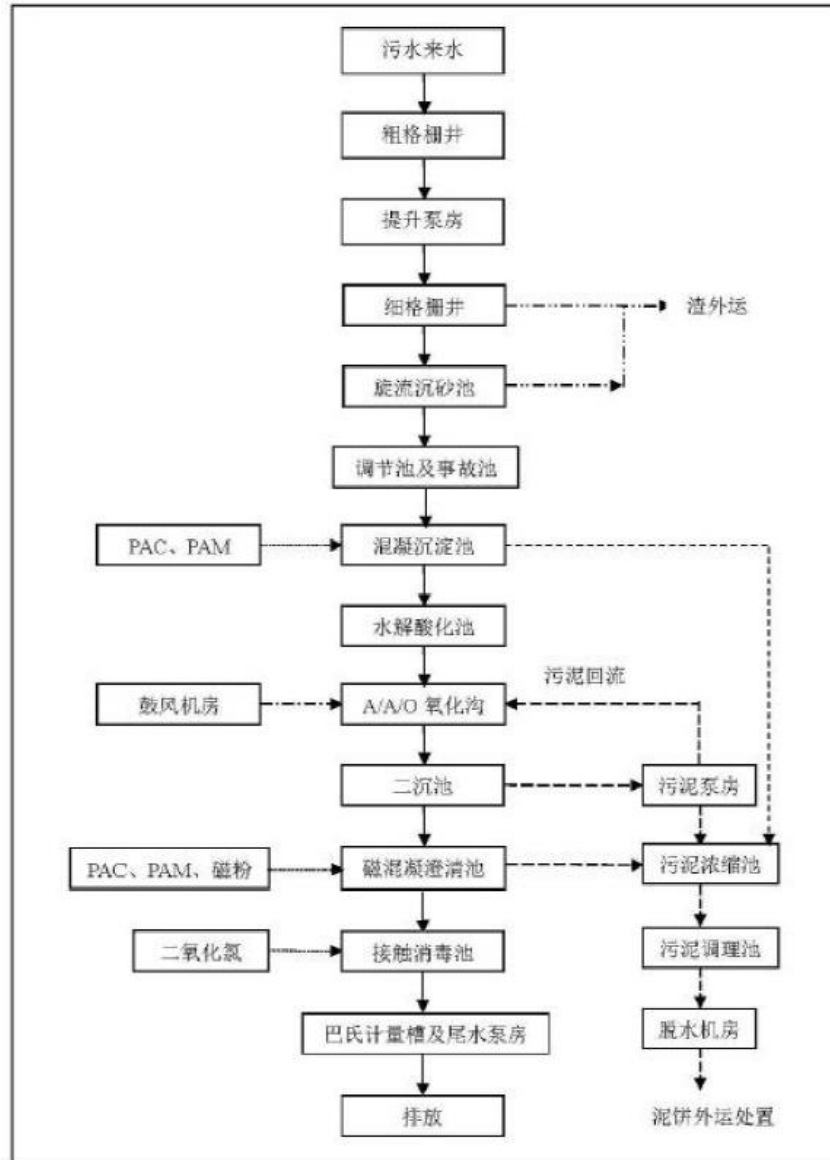 污水来水
粗格栅井
提升泵房
细格栅井
渣外运
旋流沉砂池
调节池及事故池
PAC、PAM
混凝沉淀池
水解酸化池
污泥回流
鼓风机房
A/A/O 氧化沟
二沉池
污泥泵房
PAC、PAM、磁粉
磁混凝澄清池
污泥浓缩池
二氧化氯
接触消毒池
污泥调理池
巴氏计量槽及尾水泵房
脱水机房
排放
泥饼外运处置